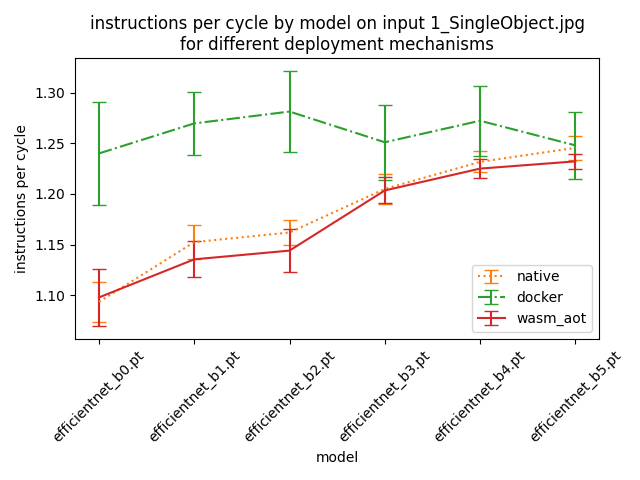 instructions per cycle by model on input 1_SingleObject.jpg
for different deployment mechanisms
instructions per cycle
1.30
1.25
1.20
1.15
1.10
native
docker
wasm_aot
efficientnet_b0.pt
efficientnet_b1.pt
efficientnet_b2.pt
efficientnet_b3.pt
efficientnet_b4.pt
efficientnet_b5.pt
model